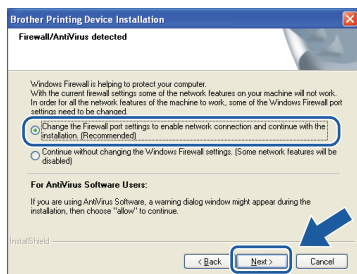 Brother Printing Device Installation
Firewall/AntiVirus detected
Windows Firewall is helping to protect your computer.
With the current firewall settings some of the network features on your machine will not work.
In order for all the network features of the machine to work, some of the Windows Firewall port
settings need to be changed.
Change the Firewall port settings to enable network connection and continue with the
installation. (Recommended)
Continue without changing the Windows Firewall settings. (Some network features will be
disabled)
For AntiVirus Software Users:
If you are using AntiVirus Software, a warning dialog window might appear during the
installation, then choose "allow" to continue.
InstallShield
< Back
Next >
Cancel